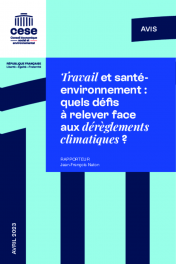 cese
Conseil économique
social et
environnemental
RÉPUBLIQUE FRANÇAISE
Liberté - Égalité - Fraternité
AVIS
Travail et santé-
environnement :
quels défis
à relever face
aux dérèglements
climatiques ?
RAPPORTEUR
Jean-François Naton
AVRIL 2023